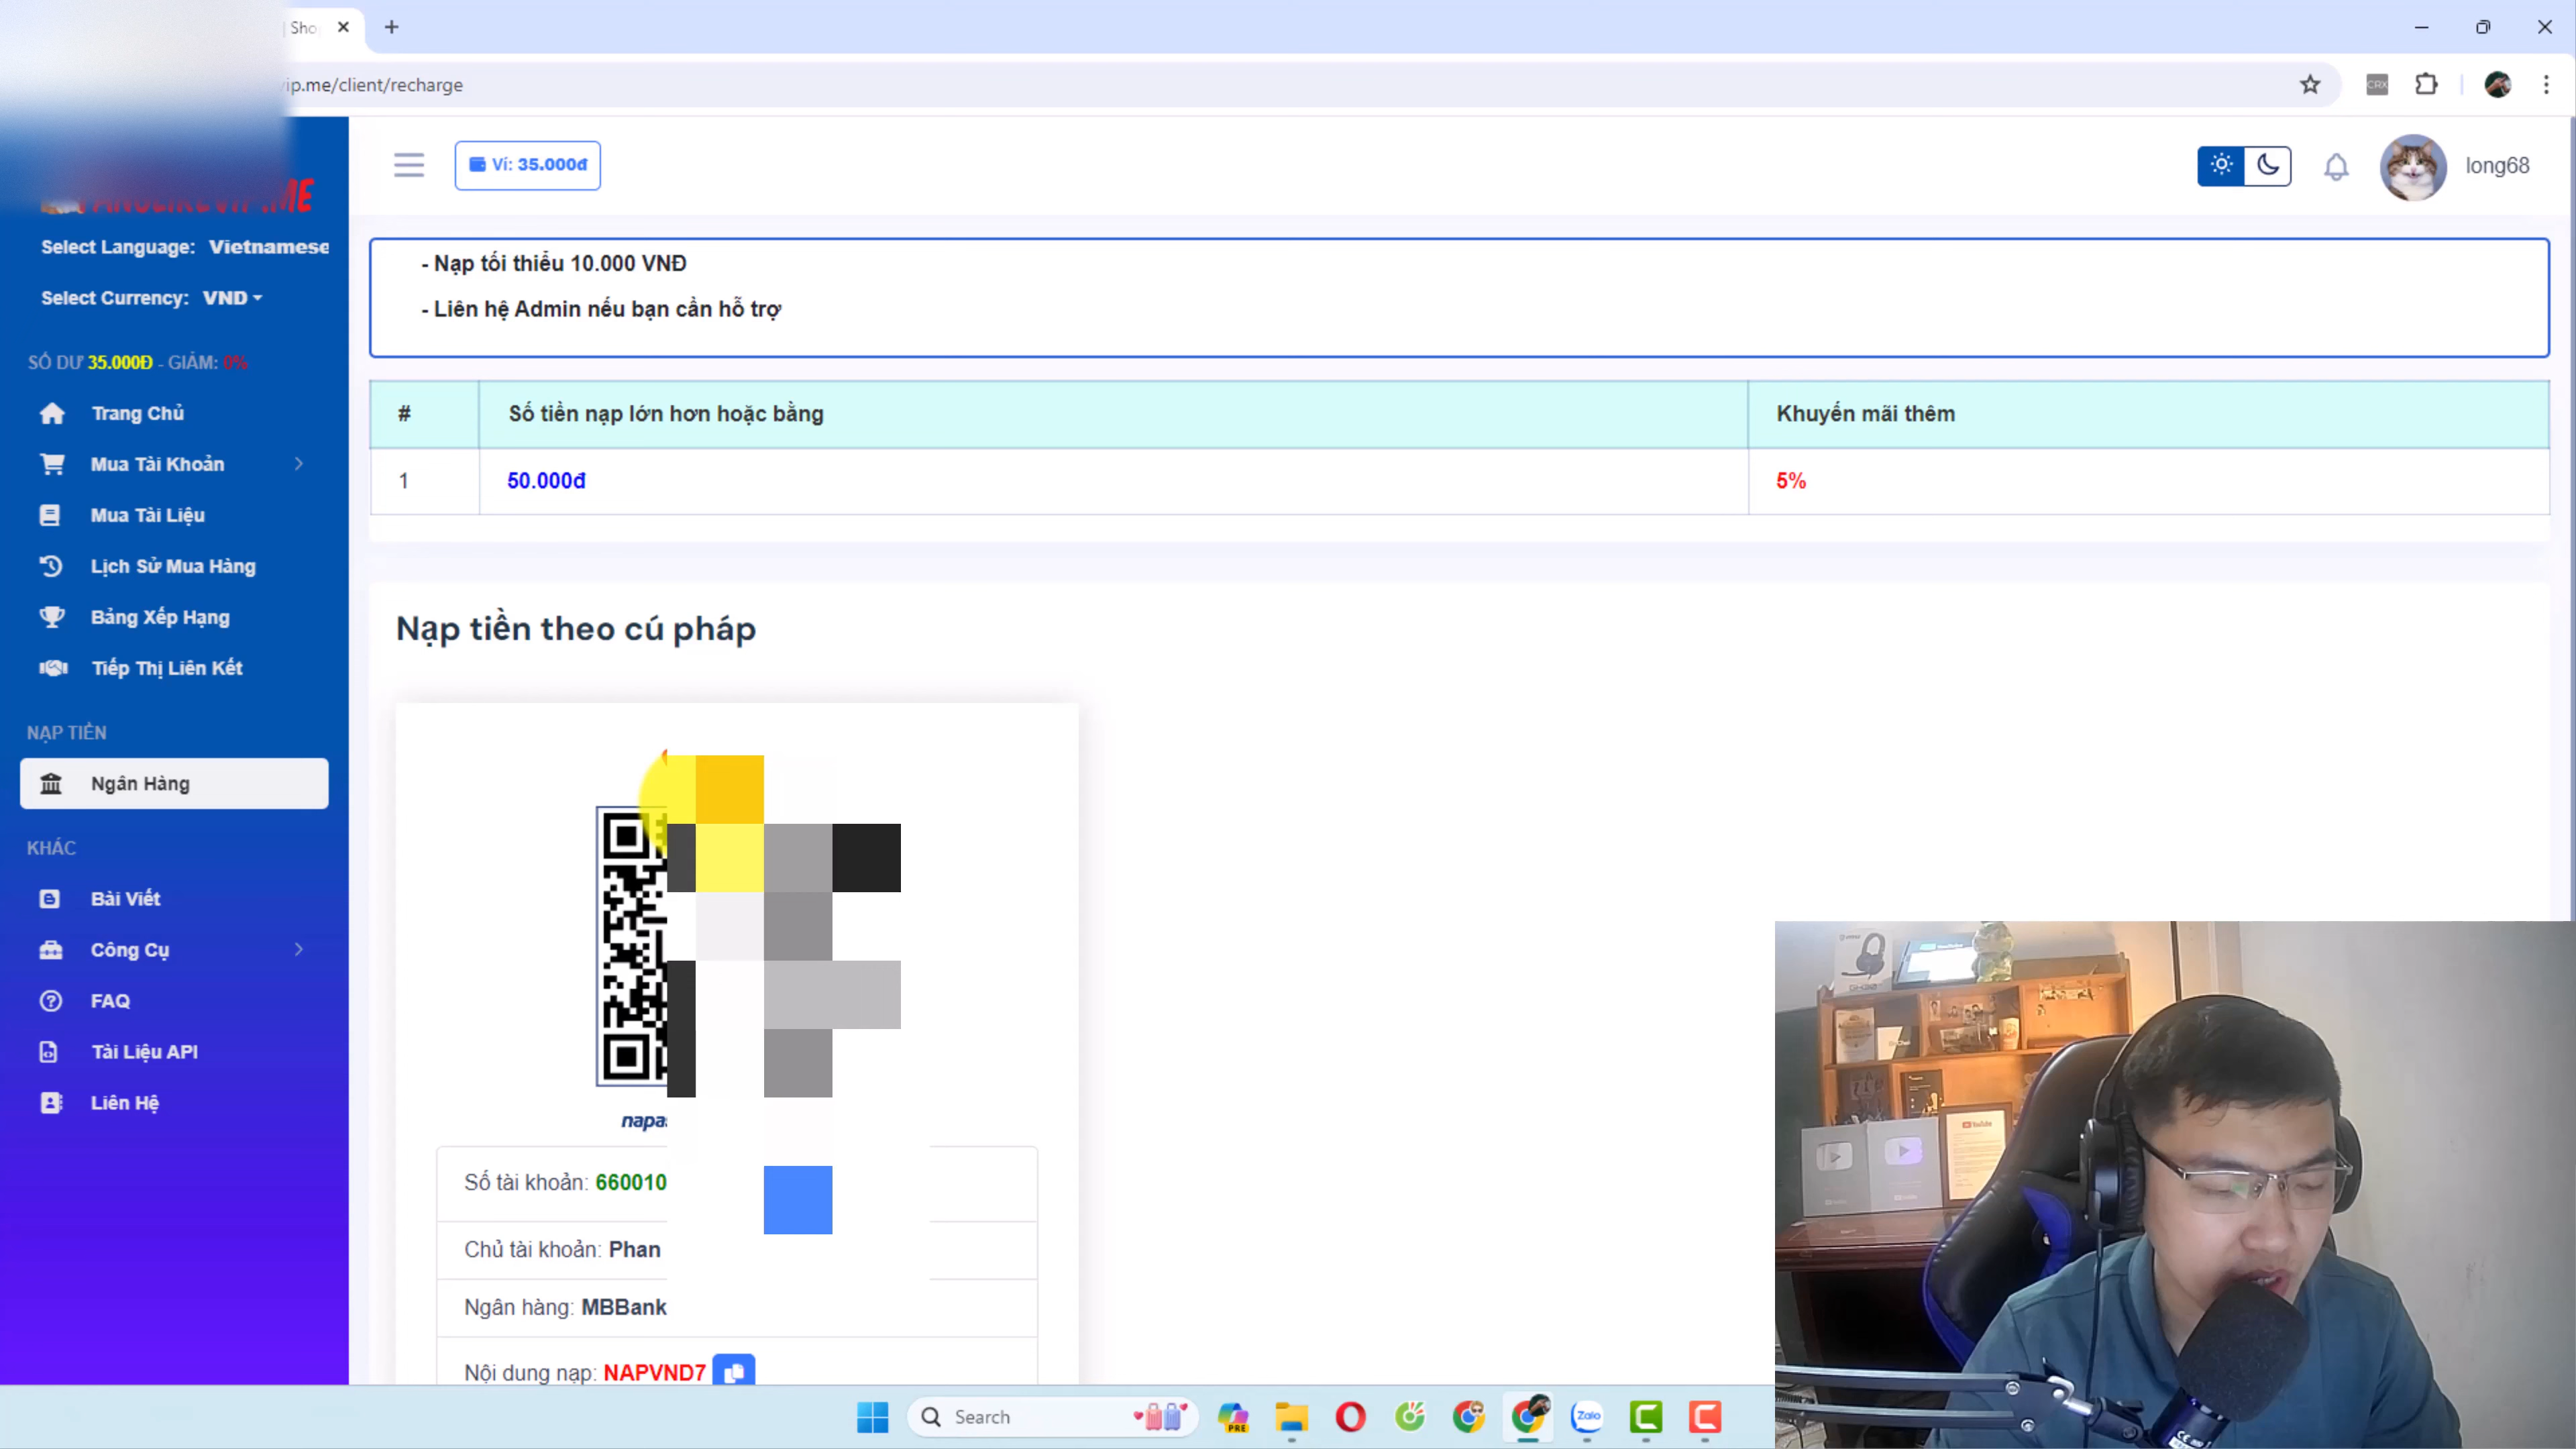 Sho
vip.me/client/recharge
Ví: 35.000đ
long68
Select Language: Vietnamese
Select Currency: VND
SỐ DƯ 35.000Đ - GIẢM: 0%
Trang Chủ
Mua Tài Khoản
Mua Tài Liệu
Lịch Sử Mua Hàng
Bảng Xếp Hạng
Tiếp Thị Liên Kết
NẠP TIỀN
Ngân Hàng
KHÁC
Bài Viết
Công Cụ
FAQ
Tài Liệu API
Liên Hệ
- Nạp tối thiểu 10.000 VNĐ
- Liên hệ Admin nếu bạn cần hỗ trợ
# Số tiền nạp lớn hơn hoặc bằng Khuyến mãi thêm
1 50.000đ 5%
Nạp tiền theo cú pháp
napas
Số tài khoản: 660010
Chủ tài khoản: Phan
Ngân hàng: MBBank
Nội dung nạp: NAPVND7
Search
PRE
Zalo